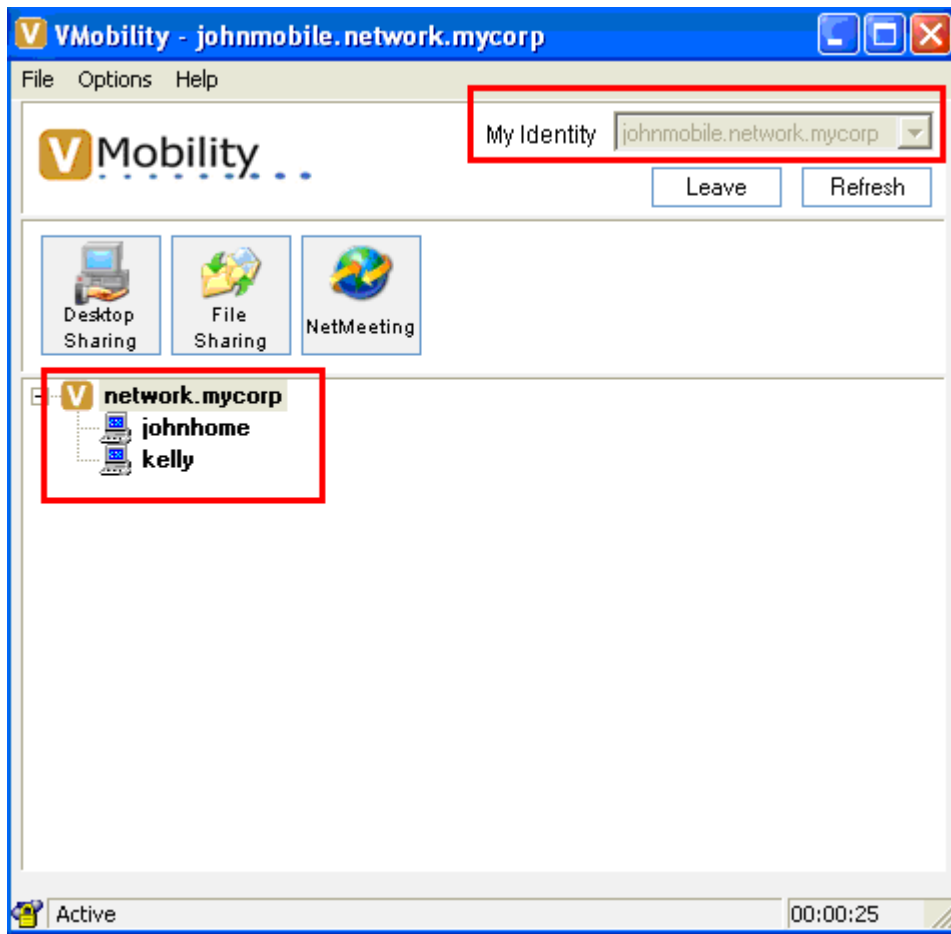 VMobility - johnmobile.network.mycorp
File Options Help
V Mobility
My Identity johnmobile.network.mycorp
Leave Refresh
Desktop Sharing
File Sharing
NetMeeting
network.mycorp
johnhome
kelly
Active 00:00:25